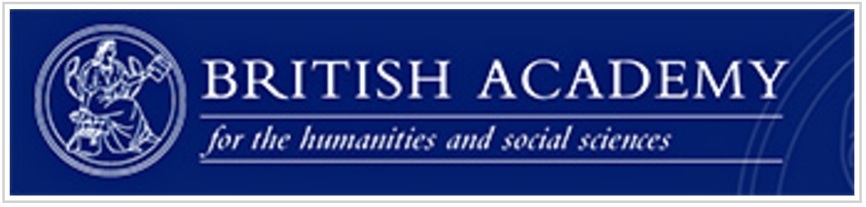 BRITISH ACADEMY
for the humanities and social sciences